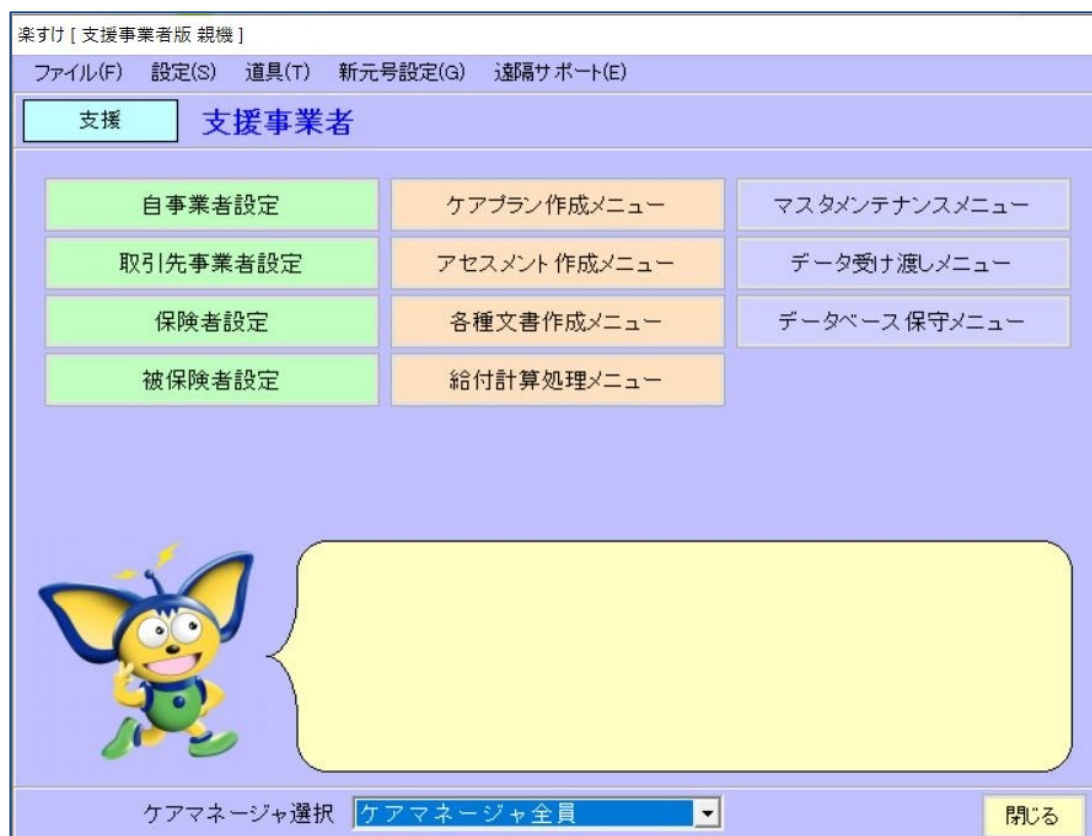 楽すけ [ 支援事業者版 親機 ]
ファイル(F) 設定(S) 道具(T) 新元号設定(G) 遠隔サポート(E)
支援 支援事業者
自事業者設定 ケアプラン作成メニュー マスタメンテナンスメニュー
取引先事業者設定 アセスメント作成メニュー データ受け渡しメニュー
保険者設定 各種文書作成メニュー データベース保守メニュー
被保険者設定 給付計算処理メニュー
ケアマネージャ選択 ケアマネージャ全員 閉じる